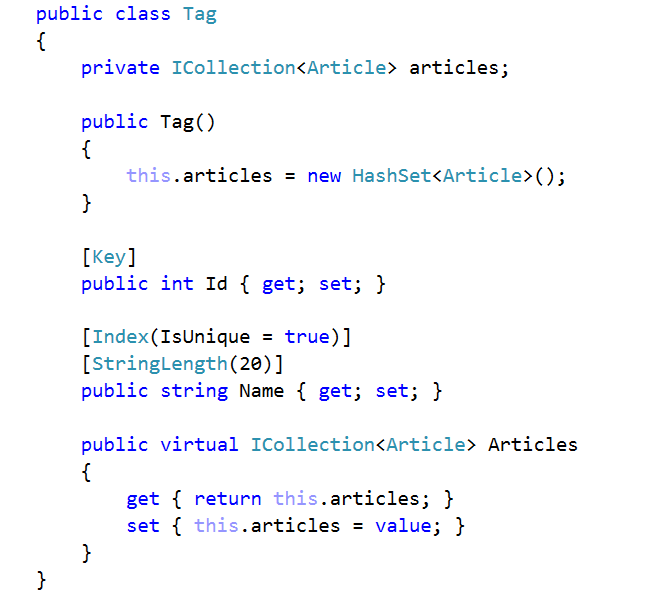 public class Tag
{
private ICollection<Article> articles;
public Tag()
{
this.articles = new HashSet<Article>();
}
[Key]
public int Id { get; set; }
[Index(IsUnique = true)]
[StringLength(20)]
public string Name { get; set; }
public virtual ICollection<Article> Articles
{
get { return this.articles; }
set { this.articles = value; }
}
}